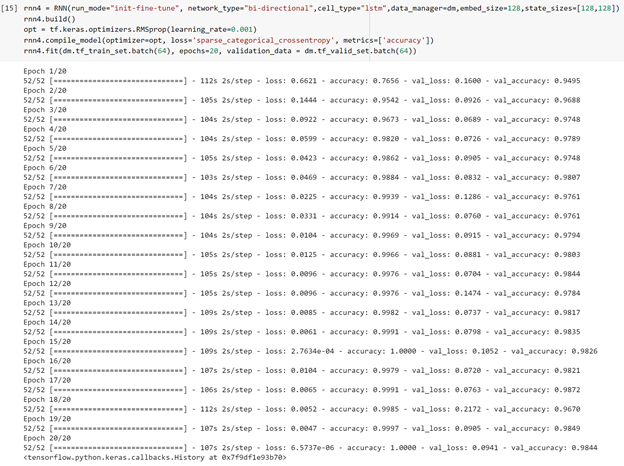 [15] rnn4 = RNN(run_mode="init-fine-tune", network_type="bi-directional",cell_type="lstm",data_manager=dm,embed_size=128,state_sizes=[128,128])
rnn4.build()
opt = tf.keras.optimizers.RMSprop(learning_rate=0.001)
rnn4.compile_model(optimizer=opt, loss='sparse_categorical_crossentropy', metrics=['accuracy'])
rnn4.fit(dm.tf_train_set.batch(64), epochs=20, validation_data = dm.tf_valid_set.batch(64))
Epoch 1/20
52/52 [==============================] - 112s 2s/step - loss: 0.6621 - accuracy: 0.7656 - val_loss: 0.1600 - val_accuracy: 0.9495
Epoch 2/20
52/52 [==============================] - 105s 2s/step - loss: 0.1444 - accuracy: 0.9542 - val_loss: 0.0926 - val_accuracy: 0.9688
Epoch 3/20
52/52 [==============================] - 104s 2s/step - loss: 0.0922 - accuracy: 0.9673 - val_loss: 0.0689 - val_accuracy: 0.9748
Epoch 4/20
52/52 [==============================] - 104s 2s/step - loss: 0.0599 - accuracy: 0.9820 - val_loss: 0.0726 - val_accuracy: 0.9789
Epoch 5/20
52/52 [==============================] - 105s 2s/step - loss: 0.0423 - accuracy: 0.9862 - val_loss: 0.0905 - val_accuracy: 0.9748
Epoch 6/20
52/52 [==============================] - 103s 2s/step - loss: 0.0469 - accuracy: 0.9884 - val_loss: 0.0832 - val_accuracy: 0.9807
Epoch 7/20
52/52 [==============================] - 104s 2s/step - loss: 0.0225 - accuracy: 0.9939 - val_loss: 0.1286 - val_accuracy: 0.9761
Epoch 8/20
52/52 [==============================] - 104s 2s/step - loss: 0.0331 - accuracy: 0.9914 - val_loss: 0.0760 - val_accuracy: 0.9761
Epoch 9/20
52/52 [==============================] - 104s 2s/step - loss: 0.0104 - accuracy: 0.9969 - val_loss: 0.0915 - val_accuracy: 0.9794
Epoch 10/20
52/52 [==============================] - 105s 2s/step - loss: 0.0125 - accuracy: 0.9966 - val_loss: 0.0881 - val_accuracy: 0.9803
Epoch 11/20
52/52 [==============================] - 105s 2s/step - loss: 0.0096 - accuracy: 0.9976 - val_loss: 0.0704 - val_accuracy: 0.9844
Epoch 12/20
52/52 [==============================] - 105s 2s/step - loss: 0.0096 - accuracy: 0.9976 - val_loss: 0.1474 - val_accuracy: 0.9784
Epoch 13/20
52/52 [==============================] - 109s 2s/step - loss: 0.0085 - accuracy: 0.9982 - val_loss: 0.0737 - val_accuracy: 0.9817
Epoch 14/20
52/52 [==============================] - 109s 2s/step - loss: 0.0061 - accuracy: 0.9991 - val_loss: 0.0798 - val_accuracy: 0.9835
Epoch 15/20
52/52 [==============================] - 109s 2s/step - loss: 2.7634e-04 - accuracy: 1.0000 - val_loss: 0.1052 - val_accuracy: 0.9826
Epoch 16/20
52/52 [==============================] - 107s 2s/step - loss: 0.0104 - accuracy: 0.9979 - val_loss: 0.0720 - val_accuracy: 0.9821
Epoch 17/20
52/52 [==============================] - 106s 2s/step - loss: 0.0065 - accuracy: 0.9991 - val_loss: 0.0763 - val_accuracy: 0.9872
Epoch 18/20
52/52 [==============================] - 112s 2s/step - loss: 0.0052 - accuracy: 0.9985 - val_loss: 0.2172 - val_accuracy: 0.9670
Epoch 19/20
52/52 [==============================] - 107s 2s/step - loss: 0.0047 - accuracy: 0.9997 - val_loss: 0.0905 - val_accuracy: 0.9849
Epoch 20/20
52/52 [==============================] - 107s 2s/step - loss: 6.5737e-06 - accuracy: 1.0000 - val_loss: 0.0941 - val_accuracy: 0.9844
<tensorflow.python.keras.callbacks.History at 0x7f9df1e93b70>